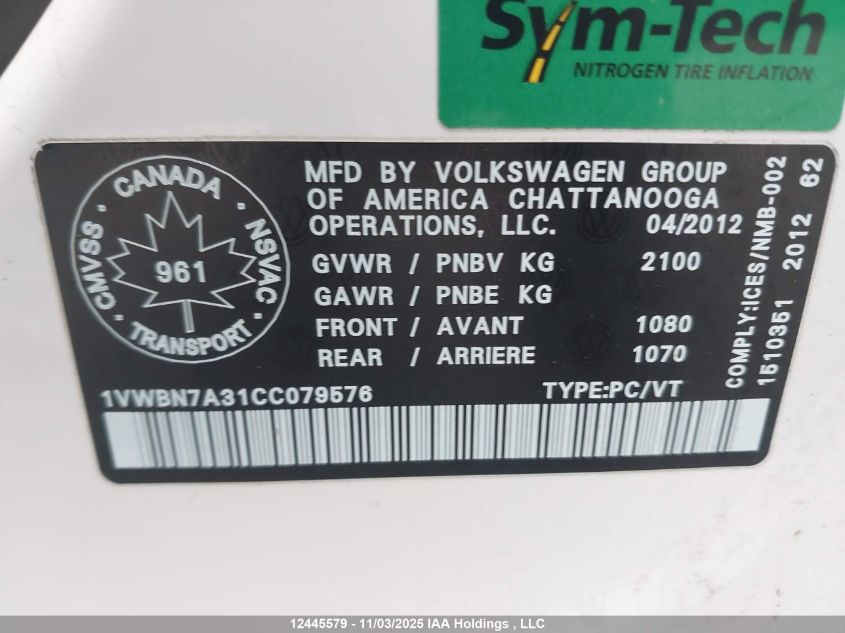 Sym-Tech
NITROGEN TIRE INFLATION
CANADA
CMVSS · NSVAC
961
TRANSPORT
MFD BY VOLKSWAGEN GROUP
OF AMERICA CHATTANOOGA
OPERATIONS, LLC. 04/2012
GVWR / PNBV KG 2100
GAWR / PNBE KG
FRONT / AVANT 1080
REAR / ARRIERE 1070
1VWBN7A31CC079576 TYPE:PC/VT
COMPLY:ICES/NMB-002
1510351 2012 62
12445579 - 11/03/2025 IAA Holdings , LLC